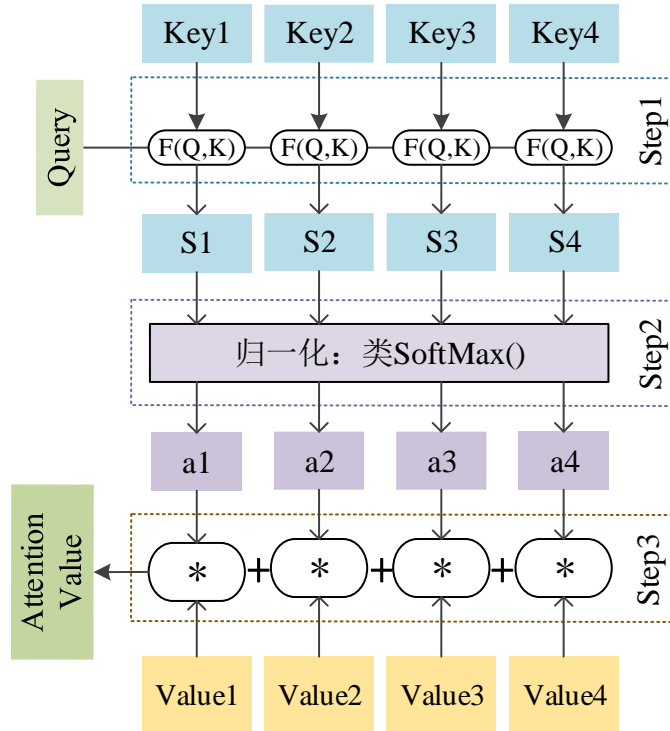 Key1 Key2 Key3 Key4
Step1
Query
F(Q,K) F(Q,K) F(Q,K) F(Q,K)
S1 S2 S3 S4
Step2
归一化：类SoftMax()
a1 a2 a3 a4
Attention
Value
* + * + * + *
Step3
Value1 Value2 Value3 Value4